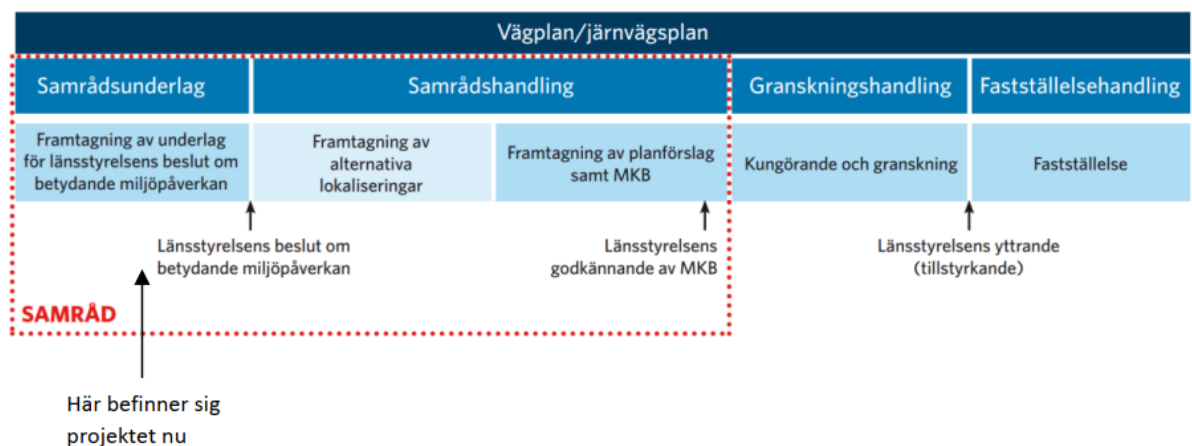 Vägplan/järnvägsplan
Samrådsunderlag
Samrådshandling
Granskningshandling
Fastställelsehandling
Framtagning av underlag
för länsstyrelsens beslut om
betydande miljöpåverkan
Framtagning av
alternativa
lokaliseringar
Framtagning av planförslag
samt MKB
Kungörande och granskning
Fastställelse
Länsstyrelsens beslut om
betydande miljöpåverkan
Länsstyrelsens
godkännande av MKB
Länsstyrelsens yttrande
(tillstyrkande)
SAMRÅD
Här befinner sig
projektet nu